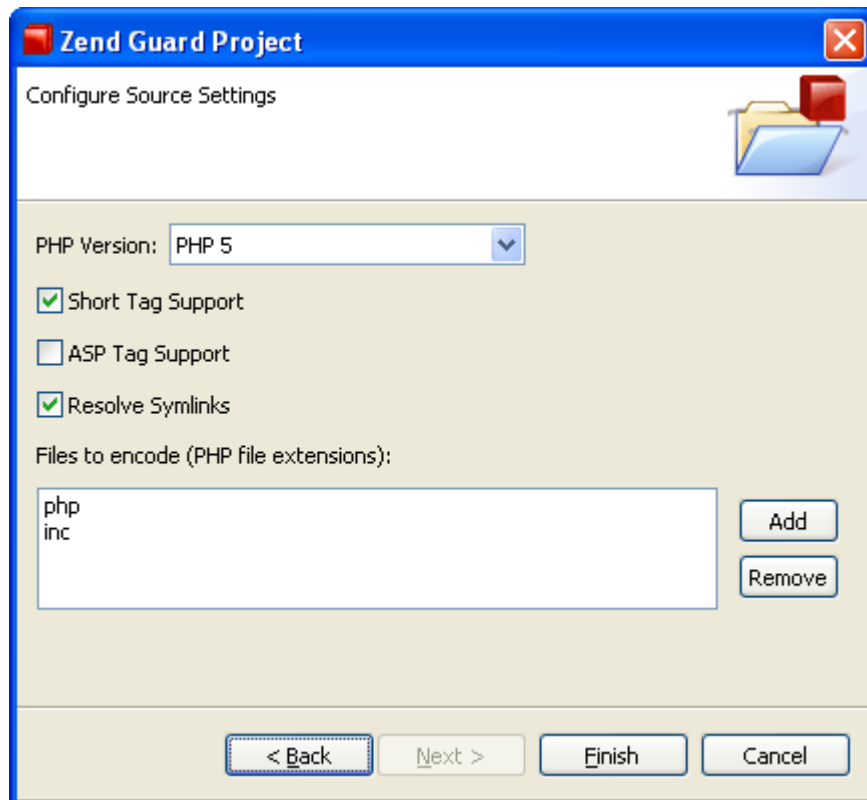 Zend Guard Project
Configure Source Settings
PHP Version: PHP 5
Short Tag Support
ASP Tag Support
Resolve Symlinks
Files to encode (PHP file extensions):
php
inc
Add
Remove
< Back Next > Finish Cancel